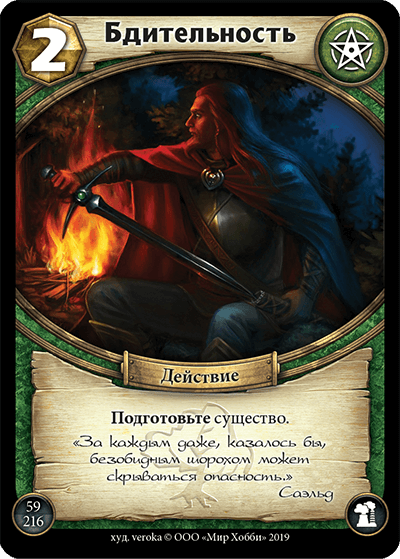 2
Бдительность
Действие
Подготовьте существо.
«За каждым даже, казалось бы,
безобидным шорохом может
скрываться опасность.»
Саэльд
59
216
худ. veroka © ООО «Мир Хобби» 2019